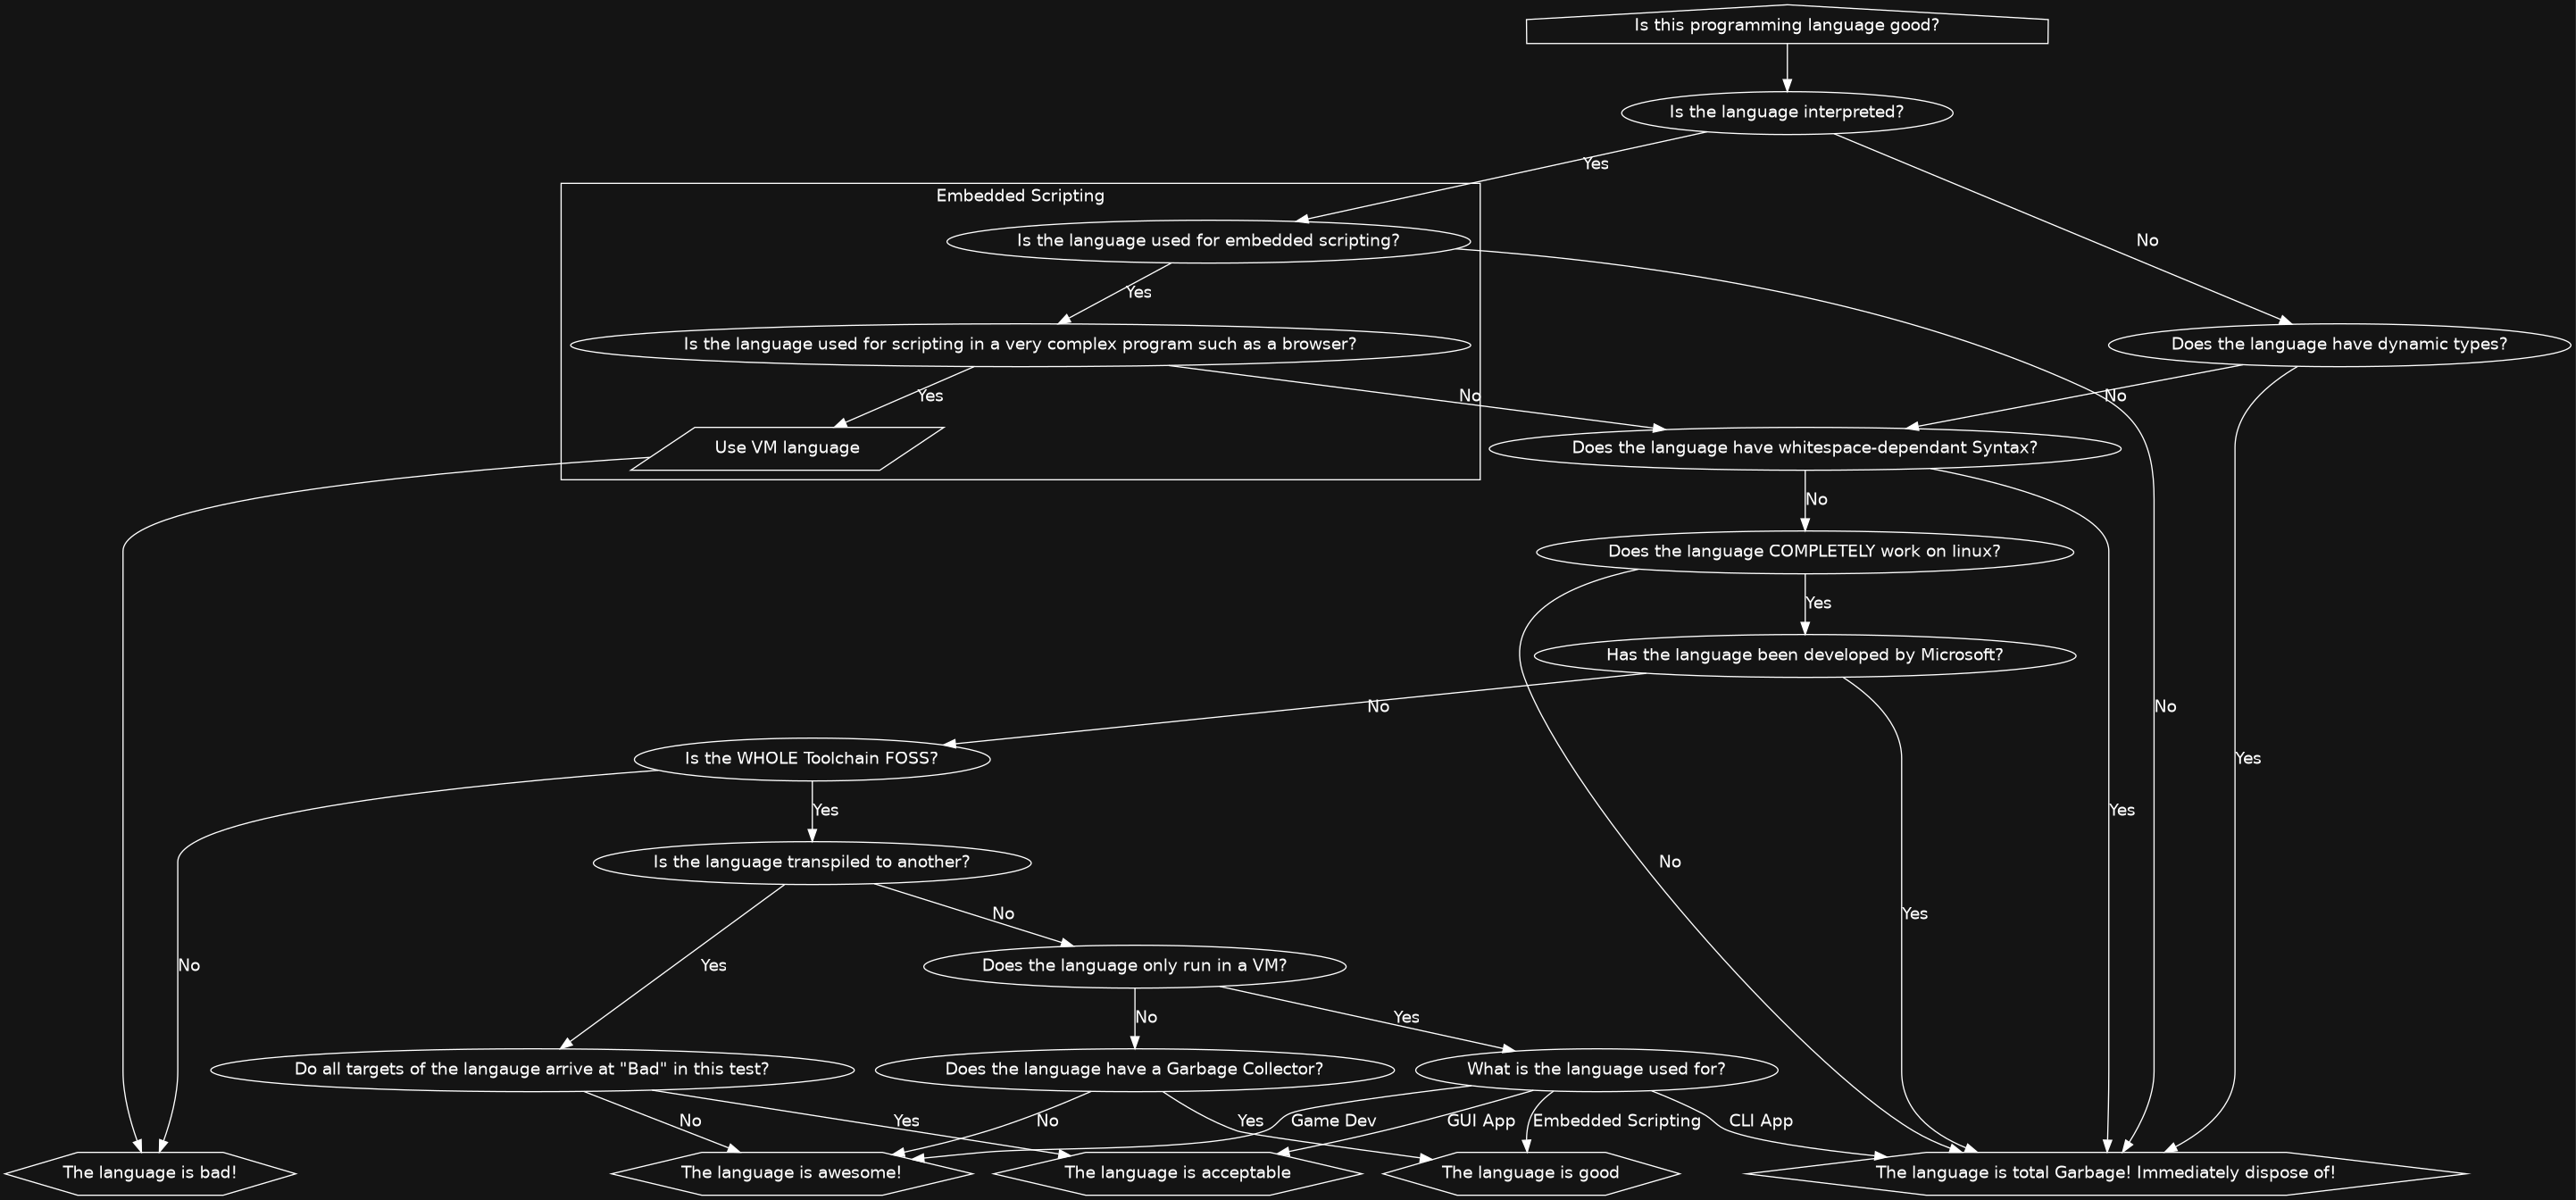 Is this programming language good?
Is the language interpreted?
Yes
No
Embedded Scripting
Is the language used for embedded scripting?
Yes
No
Is the language used for scripting in a very complex program such as a browser?
Does the language have dynamic types?
Yes
No
No
Yes
Use VM language
Does the language have whitespace-dependant Syntax?
No
Yes
Does the language COMPLETELY work on linux?
Yes
No
Has the language been developed by Microsoft?
No
Yes
Is the WHOLE Toolchain FOSS?
Yes
No
Is the language transpiled to another?
Yes
No
Does the language only run in a VM?
No
Yes
Do all targets of the langauge arrive at "Bad" in this test?
Does the language have a Garbage Collector?
What is the language used for?
No
Yes
No
Yes
Game Dev
GUI App
Embedded Scripting
CLI App
The language is bad!
The language is awesome!
The language is acceptable
The language is good
The language is total Garbage! Immediately dispose of!